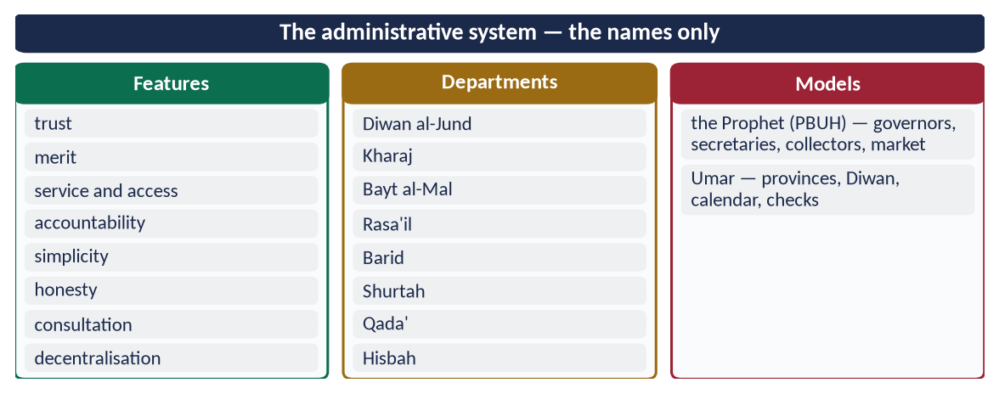 The administrative system — the names only
Features
trust
merit
service and access
accountability
simplicity
honesty
consultation
decentralisation
Departments
Diwan al-Jund
Kharaj
Bayt al-Mal
Rasa'il
Barid
Shurtah
Qada'
Hisbah
Models
the Prophet (PBUH) — governors,
secretaries, collectors, market
Umar — provinces, Diwan,
calendar, checks